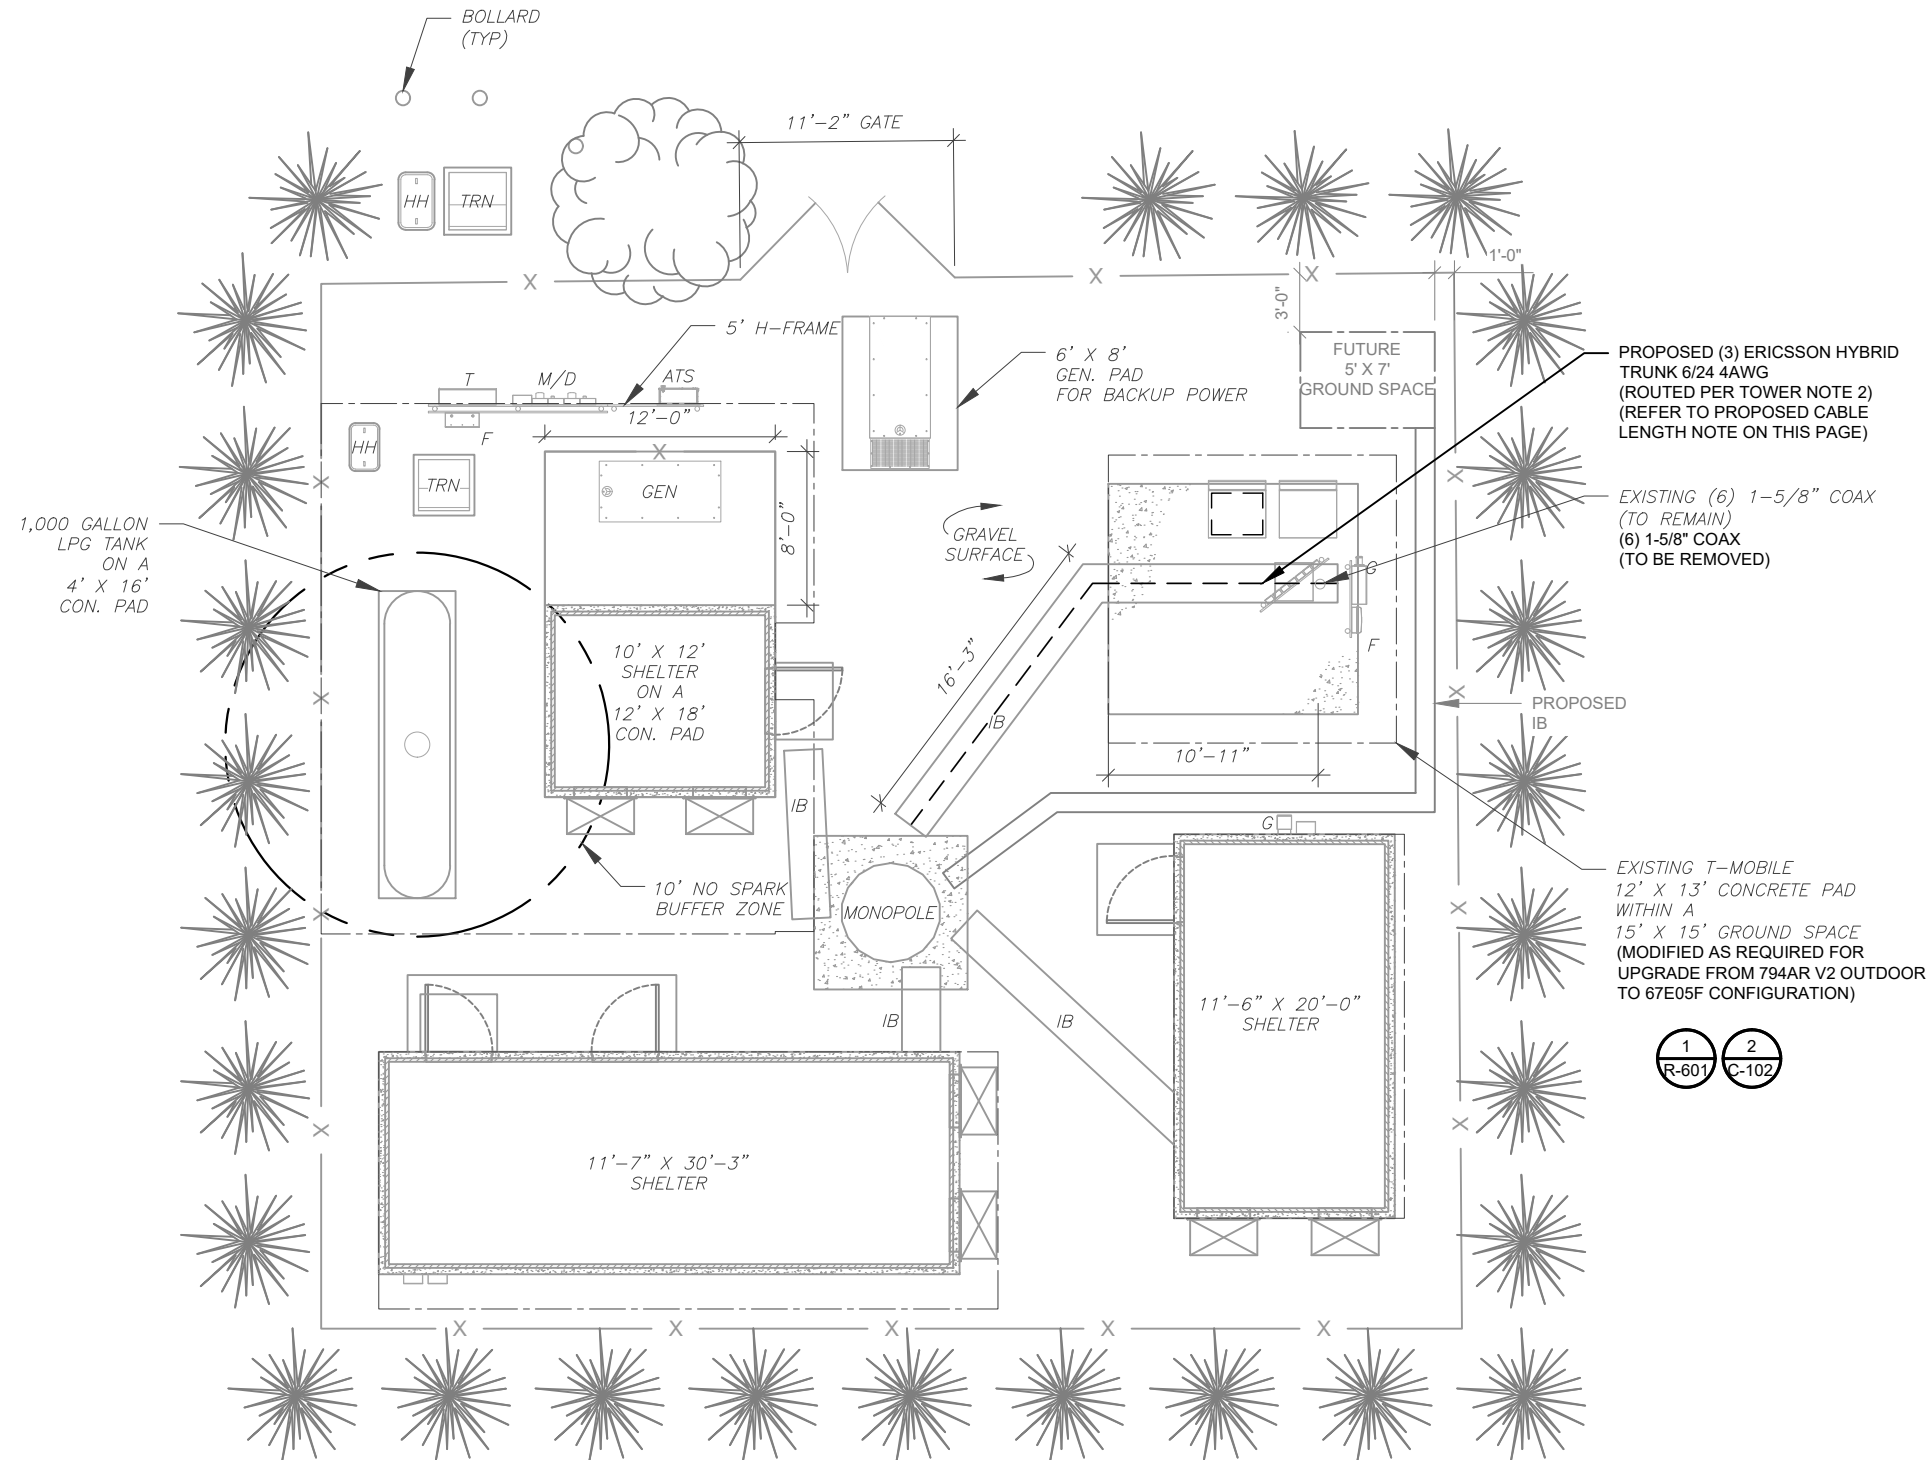 BOLLARD
(TYP)
11'-2" GATE
HH
TRN
X
X
X
1'-0"
3'-0"
5' H-FRAME
T
M/D
ATS
12'-0"
F
HH
TRN
X
GEN
8'-0"
6' X 8'
GEN. PAD
FOR BACKUP POWER
FUTURE
5' X 7'
GROUND SPACE
PROPOSED (3) ERICSSON HYBRID
TRUNK 6/24 4AWG
(ROUTED PER TOWER NOTE 2)
(REFER TO PROPOSED CABLE
LENGTH NOTE ON THIS PAGE)
X
X
EXISTING (6) 1-5/8" COAX
(TO REMAIN)
(6) 1-5/8" COAX
(TO BE REMOVED)
1,000 GALLON
LPG TANK
ON A
4' X 16'
CON. PAD
GRAVEL
SURFACE
G
F
10' X 12'
SHELTER
ON A
12' X 18'
CON. PAD
16'-3"
IB
X
X
PROPOSED
IB
10'-11"
IB
G
10' NO SPARK
BUFFER ZONE
MONOPOLE
X
X
EXISTING T-MOBILE
12' X 13' CONCRETE PAD
WITHIN A
15' X 15' GROUND SPACE
(MODIFIED AS REQUIRED FOR
UPGRADE FROM 794AR V2 OUTDOOR
TO 67E05F CONFIGURATION)
IB
IB
11'-6" X 20'-0"
SHELTER
1
R-601
2
C-102
X
X
11'-7" X 30'-3"
SHELTER
X
X
X
X
X